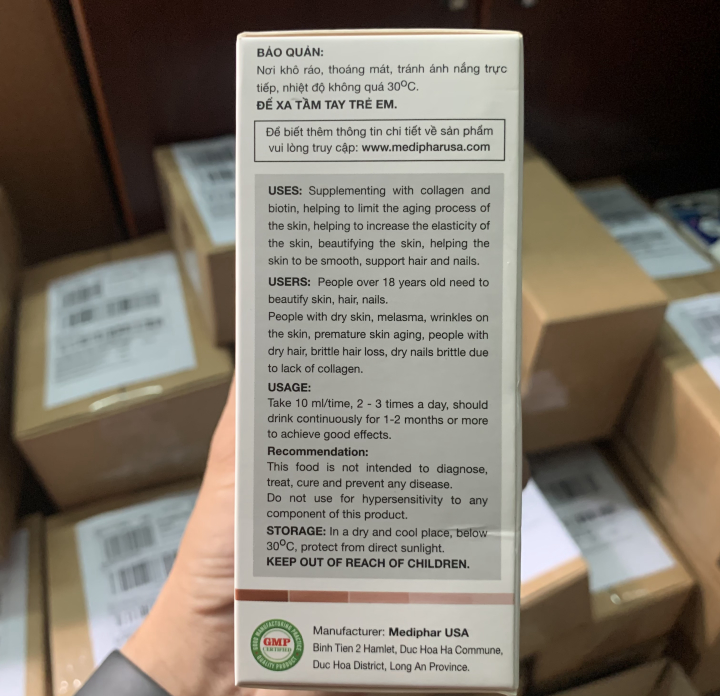 BẢO QUẢN:
Nơi khô ráo, thoáng mát, tránh ánh nắng trực
tiếp, nhiệt độ không quá 30ºC.
ĐỂ XA TẦM TAY TRẺ EM.
Để biết thêm thông tin chi tiết về sản phẩm
vui lòng truy cập: www.medipharusa.com
USES: Supplementing with collagen and
biotin, helping to limit the aging process of
the skin, helping to increase the elasticity of
the skin, beautifying the skin, helping the
skin to be smooth, support hair and nails.
USERS: People over 18 years old need to
beautify skin, hair, nails.
People with dry skin, melasma, wrinkles on
the skin, premature skin aging, people with
dry hair, brittle hair loss, dry nails brittle due
to lack of collagen.
USAGE:
Take 10 ml/time, 2 - 3 times a day, should
drink continuously for 1-2 months or more
to achieve good effects.
Recommendation:
This food is not intended to diagnose,
treat, cure and prevent any disease.
Do not use for hypersensitivity to any
component of this product.
STORAGE: In a dry and cool place, below
30ºC, protect from direct sunlight.
KEEP OUT OF REACH OF CHILDREN.
GOOD MANUFACTURING PRACTICE
GMP
CERTIFIED
QUALITY PRODUCT
Manufacturer: Mediphar USA
Binh Tien 2 Hamlet, Duc Hoa Ha Commune,
Duc Hoa District, Long An Province.